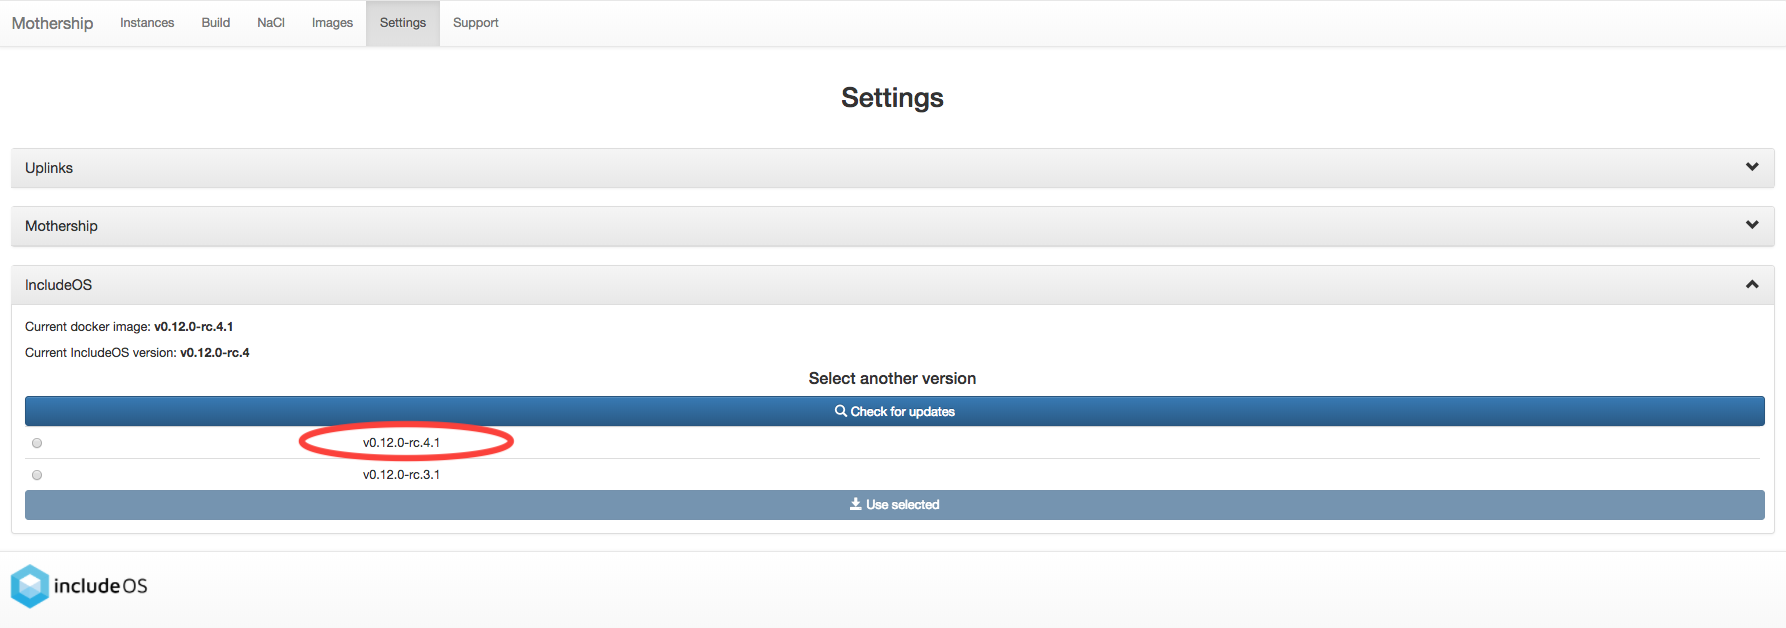 Mothership Instances Build NaCl Images Settings Support
Settings
Uplinks
Mothership
IncludeOS
Current docker image: v0.12.0-rc.4.1
Current IncludeOS version: v0.12.0-rc.4
Select another version
Check for updates
v0.12.0-rc.4.1
v0.12.0-rc.3.1
Use selected
includeOS